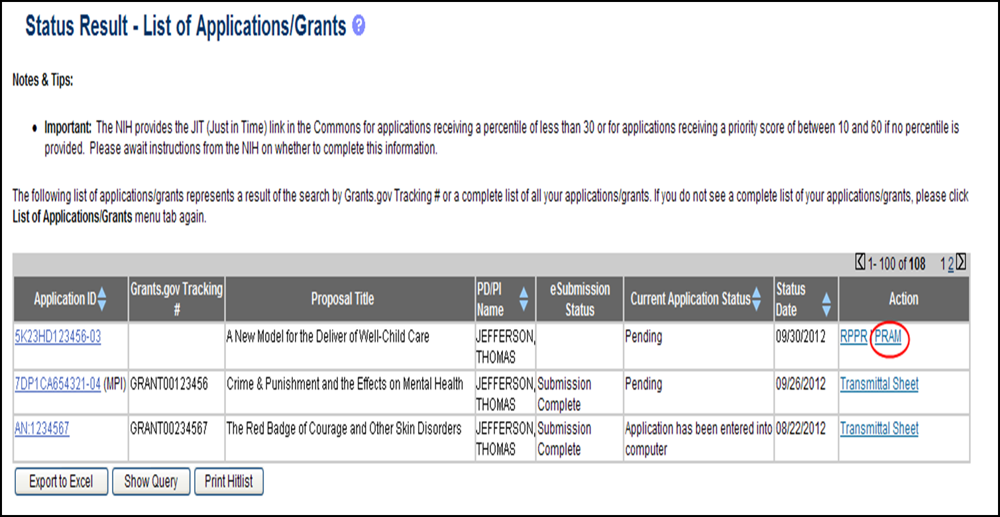 Status Result - List of Applications/Grants ?
Notes & Tips:
• Important: The NIH provides the JIT (Just in Time) link in the Commons for applications receiving a percentile of less than 30 or for applications receiving a priority score of between 10 and 60 if no percentile is
provided. Please await instructions from the NIH on whether to complete this information.
The following list of applications/grants represents a result of the search by Grants.gov Tracking # or a complete list of all your applications/grants. If you do not see a complete list of your applications/grants, please click
List of Applications/Grants menu tab again.
1- 100 of 108 1 2
Application ID Grants.gov Tracking # Proposal Title PD/PI Name eSubmission Status Current Application Status Status Date Action
5K23HD123456-03 A New Model for the Deliver of Well-Child Care JEFFERSON, THOMAS Pending 09/30/2012 RPPR | PRAM
7DP1CA654321-04 (MPI) GRANT00123456 Crime & Punishment and the Effects on Mental Health JEFFERSON, THOMAS Submission Complete Pending 09/26/2012 Transmittal Sheet
AN:1234567 GRANT00234567 The Red Badge of Courage and Other Skin Disorders JEFFERSON, THOMAS Submission Complete Application has been entered into computer 08/22/2012 Transmittal Sheet
Export to Excel Show Query Print Hitlist